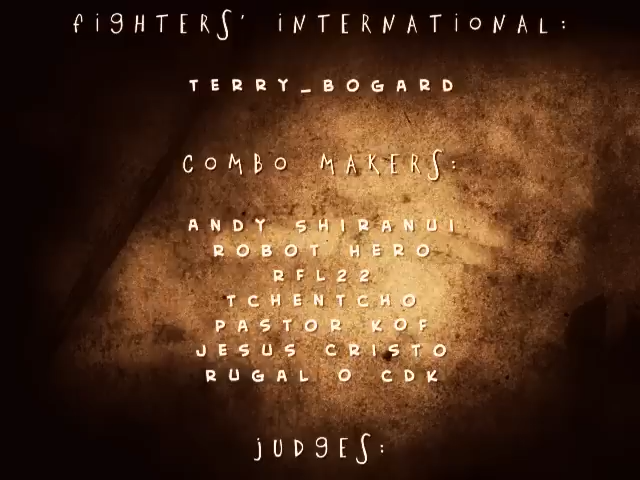 FIGHTERS' INTERNATIONAL:
TERRY_BOGARD
COMBO MAKERS:
ANDY SHIRANUI
ROBOT HERO
RFL22
TCHENTCHO
PASTOR KOF
JESUS CRISTO
RUGAL O CDK
JUDGES: